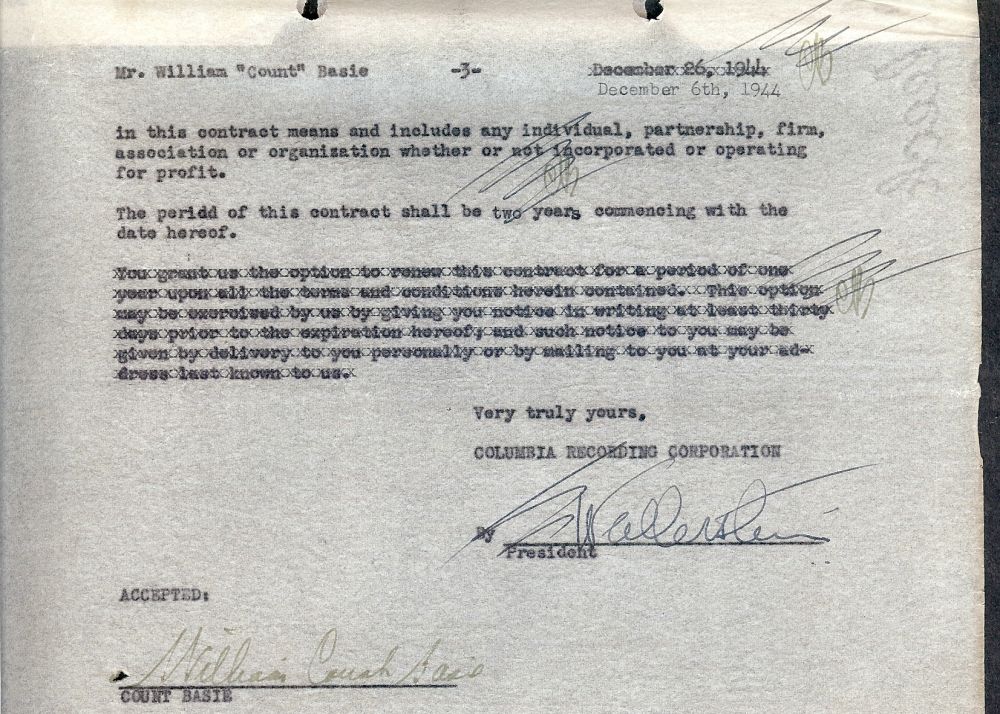 Mr. William "Count" Basie -3- December 26, 1944
December 6th, 1944
in this contract means and includes any individual, partnership, firm,
association or organization whether or not incorporated or operating
for profit.
The peridd of this contract shall be two years commencing with the
date hereof.
You grant us the option to renew this contract for a period of one
year upon all the terms and conditions herein contained. This option
may be exercised by us by giving you notice in writing at least thirty
days prior to the expiration hereof, and such notice to you may be
given by delivery to you personally or by mailing to you at your ad-
dress last known to us.
Very truly yours,
COLUMBIA RECORDING CORPORATION
By E Wallerstein
President
ACCEPTED:
William Count Basie
COUNT BASIE